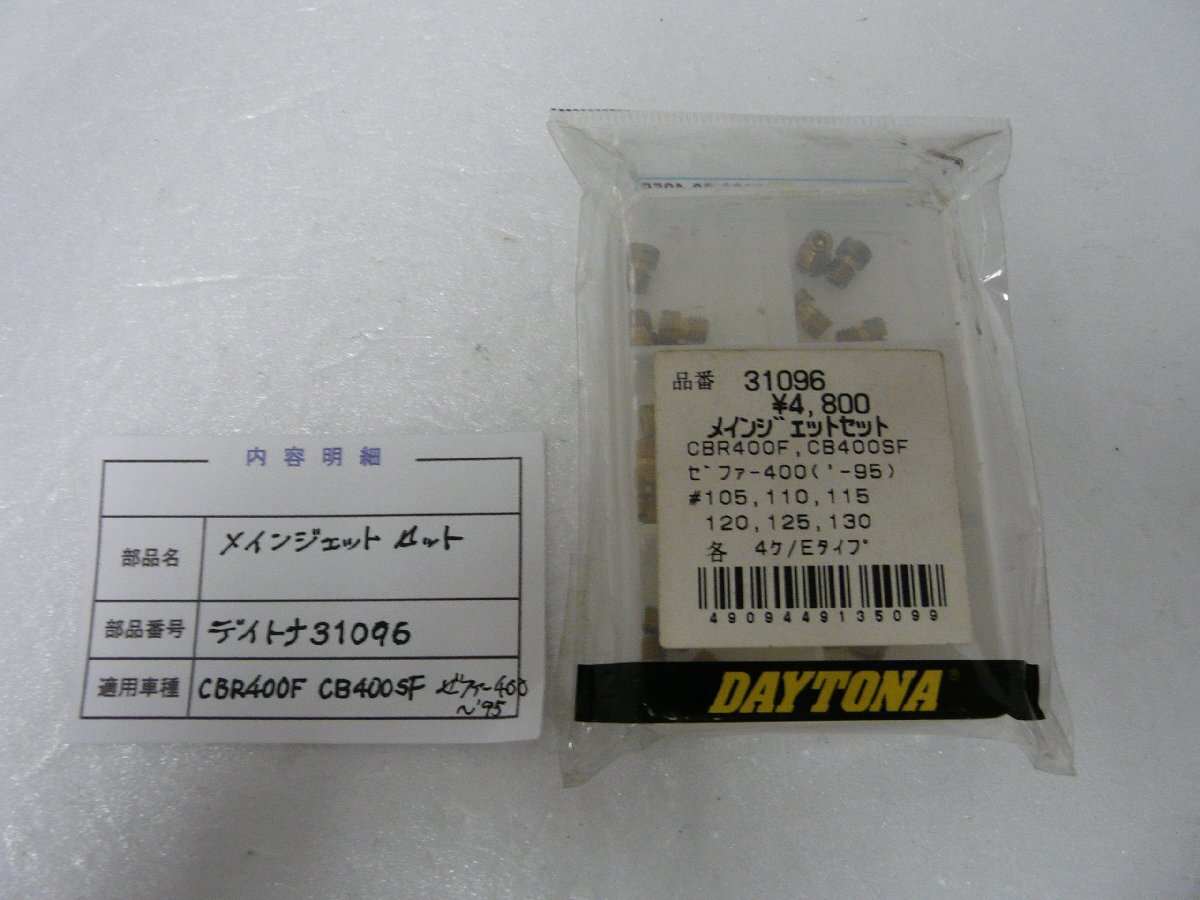 内容明細
部品名 メインジェット セット
部品番号 デイトナ31096
適用車種 CBR400F CB400SF ゼファー400
~'95
品番 31096
¥4,800
メインジェットセット
CBR400F,CB400SF
ゼファー400('-95)
#105,110,115
120,125,130
各 4ケ/Eタイプ
4909449135099
DAYTONA®